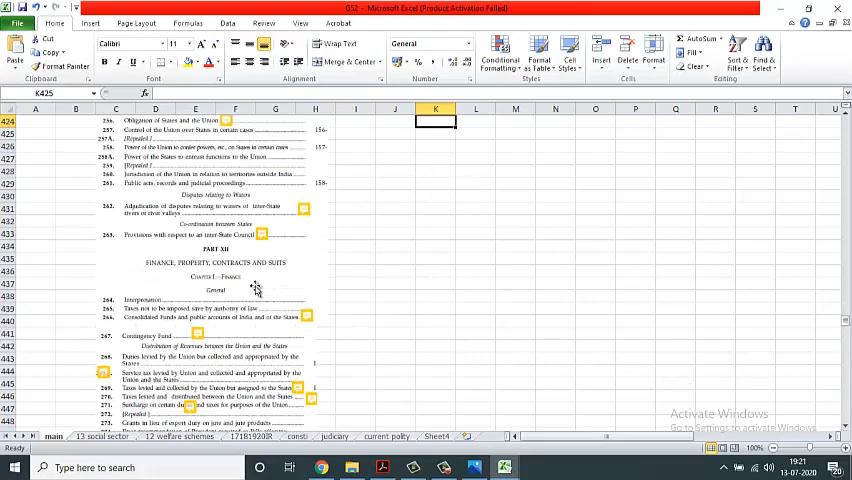 GS2 - Microsoft Excel (Product Activation Failed)
File Home Insert Page Layout Formulas Data Review View Acrobat
Cut
Copy
Format Painter
Paste
Clipboard
Calibri 11
Font
Wrap Text
Merge & Center
Alignment
General
Number
Conditional Formatting Format as Table Cell Styles
Styles
Insert Delete Format
Cells
AutoSum
Fill
Clear
Sort & Filter Find & Select
Editing
K425 fx
A B C D E F G H I J K L M N O P Q R S T U
424
425
426
427
428
429
430
431
432
433
434
435
436
437
438
439
440
441
442
443
444
445
446
447
448
256. Obligation of States and the Union
257. Control of the Union over States in certain cases 156-
257A. [Repealed.]
258. Power of the Union to confer powers, etc., on States in certain cases 157-
258A. Power of the States to entrust functions to the Union
259. [Repealed.]
260. Jurisdiction of the Union in relation to territories outside India
261. Public acts, records and judicial proceedings 158-
Disputes relating to Waters
262. Adjudication of disputes relating to waters of inter-State
rivers or river valleys
Co-ordination between States
263. Provisions with respect to an inter-State Council
PART XII
FINANCE, PROPERTY, CONTRACTS AND SUITS
CHAPTER I.—FINANCE
General
264. Interpretation
265. Taxes not to be imposed save by authority of law
266. Consolidated Funds and public accounts of India and of the States
267. Contingency Fund
Distribution of Revenues between the Union and the States
268. Duties levied by the Union but collected and appropriated by the
States 1
Service tax levied by Union and collected and appropriated by the
Union and the States
269. Taxes levied and collected by the Union but assigned to the States 1
270. Taxes levied and distributed between the Union and the States
271. Surcharge on certain and taxes for purposes of the Union
272. [Repealed.]
273. Grants in lieu of export duty on jute and jute products
Activate Windows
Go to Settings to activate Windows.
main 13 social sector 12 welfare schemes 17181920IR consti judiciary current polity Sheet4
Ready 100%
Type here to search
19:21
13-07-2020
20